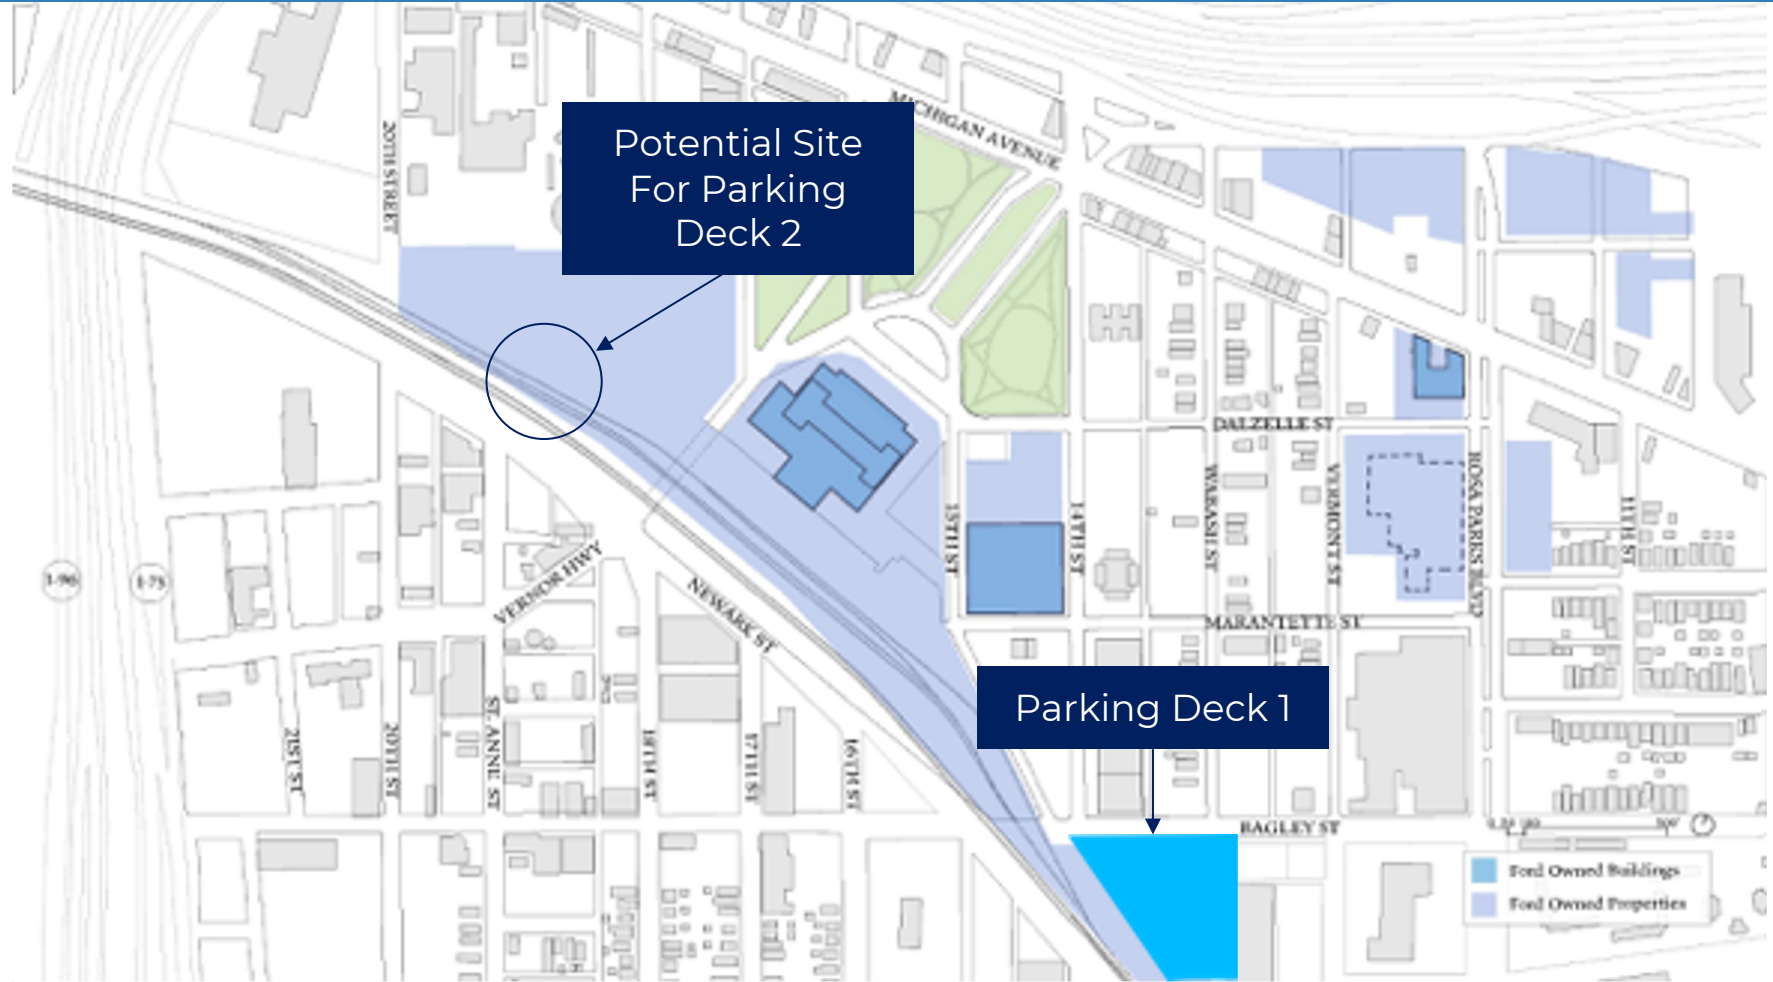 MICHIGAN AVENUE
Potential Site
For Parking
Deck 2
20TH STREET
DALZELLE ST
15TH ST
14TH ST
WABASH ST
VERMONT ST
ROSA PARKS BLVD
11TH ST
I-96
I-75
VERNOR HWY
NEWARK ST
MARANTETTE ST
Parking Deck 1
21ST ST
20TH ST
ST. ANNE ST
18TH ST
17TH ST
16TH ST
BAGLEY ST
Ford Owned Buildings
Ford Owned Properties